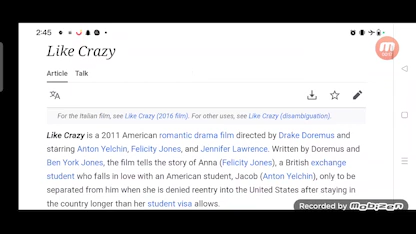 2:45
Like Crazy
Article Talk
For the Italian film, see Like Crazy (2016 film). For other uses, see Like Crazy (disambiguation).
Like Crazy is a 2011 American romantic drama film directed by Drake Doremus and
starring Anton Yelchin, Felicity Jones, and Jennifer Lawrence. Written by Doremus and
Ben York Jones, the film tells the story of Anna (Felicity Jones), a British exchange
student who falls in love with an American student, Jacob (Anton Yelchin), only to be
separated from him when she is denied reentry into the United States after staying in
the country longer than her student visa allows.
Recorded by Mobizen